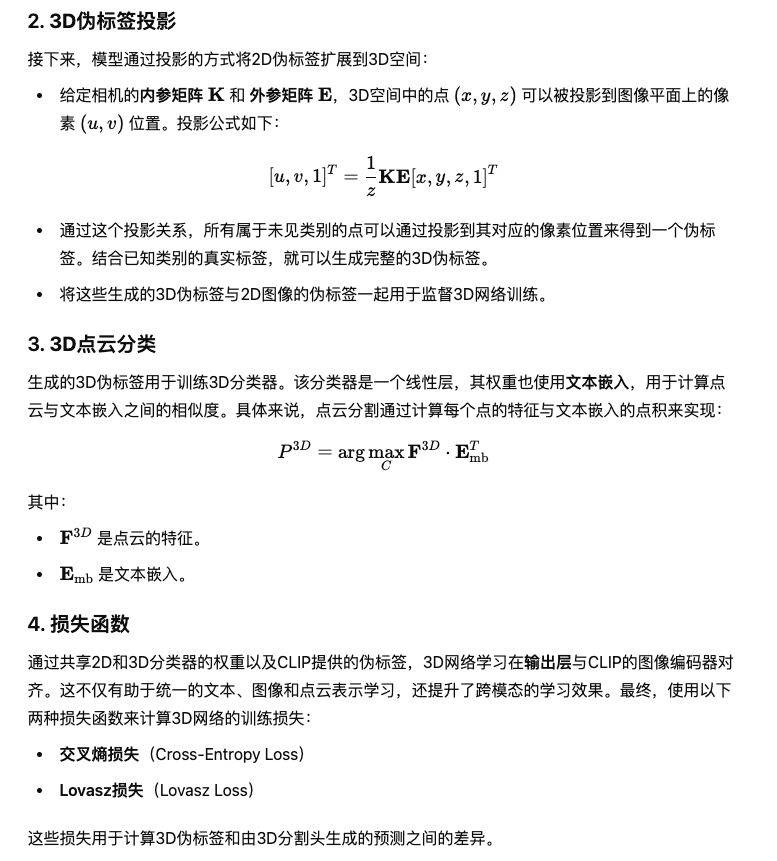 2. 3D伪标签投影
接下来，模型通过投影的方式将2D伪标签扩展到3D空间：
• 给定相机的内参矩阵 K 和 外参矩阵 E，3D空间中的点 (x, y, z) 可以被投影到图像平面上的像
素 (u, v) 位置。投影公式如下：
[u, v, 1]^T = \frac{1}{z} KE[x, y, z, 1]^T
• 通过这个投影关系，所有属于未见类别的点可以通过投影到其对应的像素位置来得到一个伪标
签。结合已知类别的真实标签，就可以生成完整的3D伪标签。
• 将这些生成的3D伪标签与2D图像的伪标签一起用于监督3D网络训练。
3. 3D点云分类
生成的3D伪标签用于训练3D分类器。该分类器是一个线性层，其权重也使用文本嵌入，用于计算点
云与文本嵌入之间的相似度。具体来说，点云分割通过计算每个点的特征与文本嵌入的点积来实现：
P^{3D} = \arg\max_C F^{3D} · E_{mb}^T
其中：
• F^{3D} 是点云的特征。
• E_{mb} 是文本嵌入。
4. 损失函数
通过共享2D和3D分类器的权重以及CLIP提供的伪标签，3D网络学习在输出层与CLIP的图像编码器对
齐。这不仅有助于统一的文本、图像和点云表示学习，还提升了跨模态的学习效果。最终，使用以下
两种损失函数来计算3D网络的训练损失：
• 交叉熵损失（Cross-Entropy Loss）
• Lovasz损失（Lovasz Loss）
这些损失用于计算3D伪标签和由3D分割头生成的预测之间的差异。